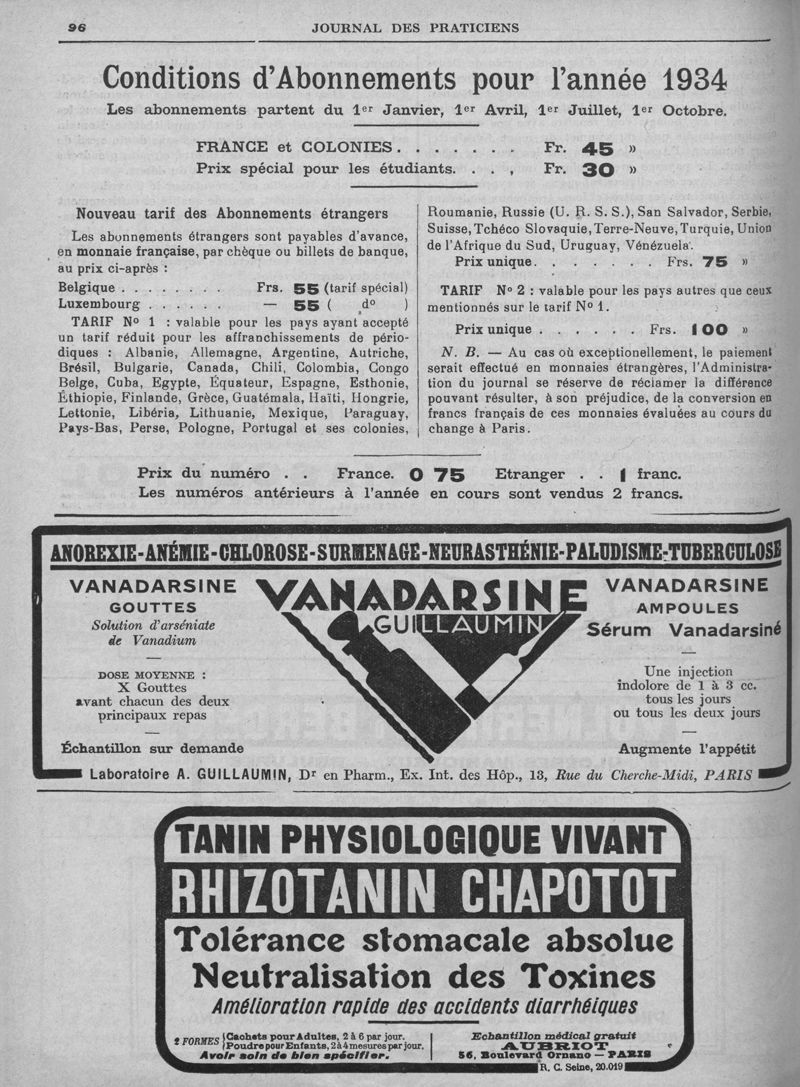 96
JOURNAL DES PRATICIENS
Conditions d'Abonnements pour l'année 1934
Les abonnements partent du 1er Janvier, 1er Avril, 1er Juillet, 1er Octobre.
FRANCE et COLONIES. . . . . . . Fr. 45 »
Prix spécial pour les étudiants. . . , Fr. 30 »
Nouveau tarif des Abonnements étrangers
Les abonnements étrangers sont payables d'avance,
en monnaie française, par chèque ou billets de banque,
au prix ci-après :
Belgique . . . . . . . . Frs. 55 (tarif spécial)
Luxembourg . . . . . . — 55 ( do )
TARIF No 1 : valable pour les pays ayant accepté
un tarif réduit pour les affranchissements de pério-
diques : Albanie, Allemagne, Argentine, Autriche,
Brésil, Bulgarie, Canada, Chili, Colombia, Congo
Belge, Cuba, Egypte, Équateur, Espagne, Esthonie,
Éthiopie, Finlande, Grèce, Guatémala, Haïti, Hongrie,
Lettonie, Libéria, Lithuanie, Mexique, Paraguay,
Pays-Bas, Perse, Pologne, Portugal et ses colonies,
Roumanie, Russie (U. R. S. S.), San Salvador, Serbie,
Suisse, Tchéco Slovaquie, Terre-Neuve, Turquie, Union
de l'Afrique du Sud, Uruguay, Vénézuela.
Prix unique. . . . . . . Frs. 75 »
TARIF No 2 : valable pour les pays autres que ceux
mentionnés sur le tarif No 1.
Prix unique . . . . . . Frs. 100 »
N. B. — Au cas où exceptionellement, le paiement
serait effectué en monnaies étrangères, l'Administra-
tion du journal se réserve de réclamer la différence
pouvant résulter, à son préjudice, de la conversion en
francs français de ces monnaies évaluées au cours du
change à Paris.
Prix du numéro . . France. 0 75 Etranger . . 1 franc.
Les numéros antérieurs à l'année en cours sont vendus 2 francs.
ANOREXIE-ANÉMIE-CHLOROSE-SURMENAGE-NEURASTHÉNIE-PALUDISME-TUBERCULOSE
VANADARSINE
GOUTTES
Solution d'arséniate
de Vanadium
DOSE MOYENNE :
X Gouttes
avant chacun des deux
principaux repas
Échantillon sur demande
VANADARSINE
GUILLAUMIN
VANADARSINE
AMPOULES
Sérum Vanadarsiné
Une injection
indolore de 1 à 3 cc.
tous les jours
ou tous les deux jours
Augmente l'appétit
Laboratoire A. GUILLAUMIN, Dr en Pharm., Ex. Int. des Hôp., 13, Rue du Cherche-Midi, PARIS
TANIN PHYSIOLOGIQUE VIVANT
RHIZOTANIN CHAPOTOT
Tolérance stomacale absolue
Neutralisation des Toxines
Amélioration rapide des accidents diarrhéiques
2 FORMES
Cachets pour Adultes, 2 à 6 par jour.
Poudre pour Enfants, 2 à 4 mesures par jour.
Avoir soin de bien spécifier.
Echantillon médical gratuit
AUBRIOT
56, Boulevard Ornano — PARIS
R. C. Seine, 20.019